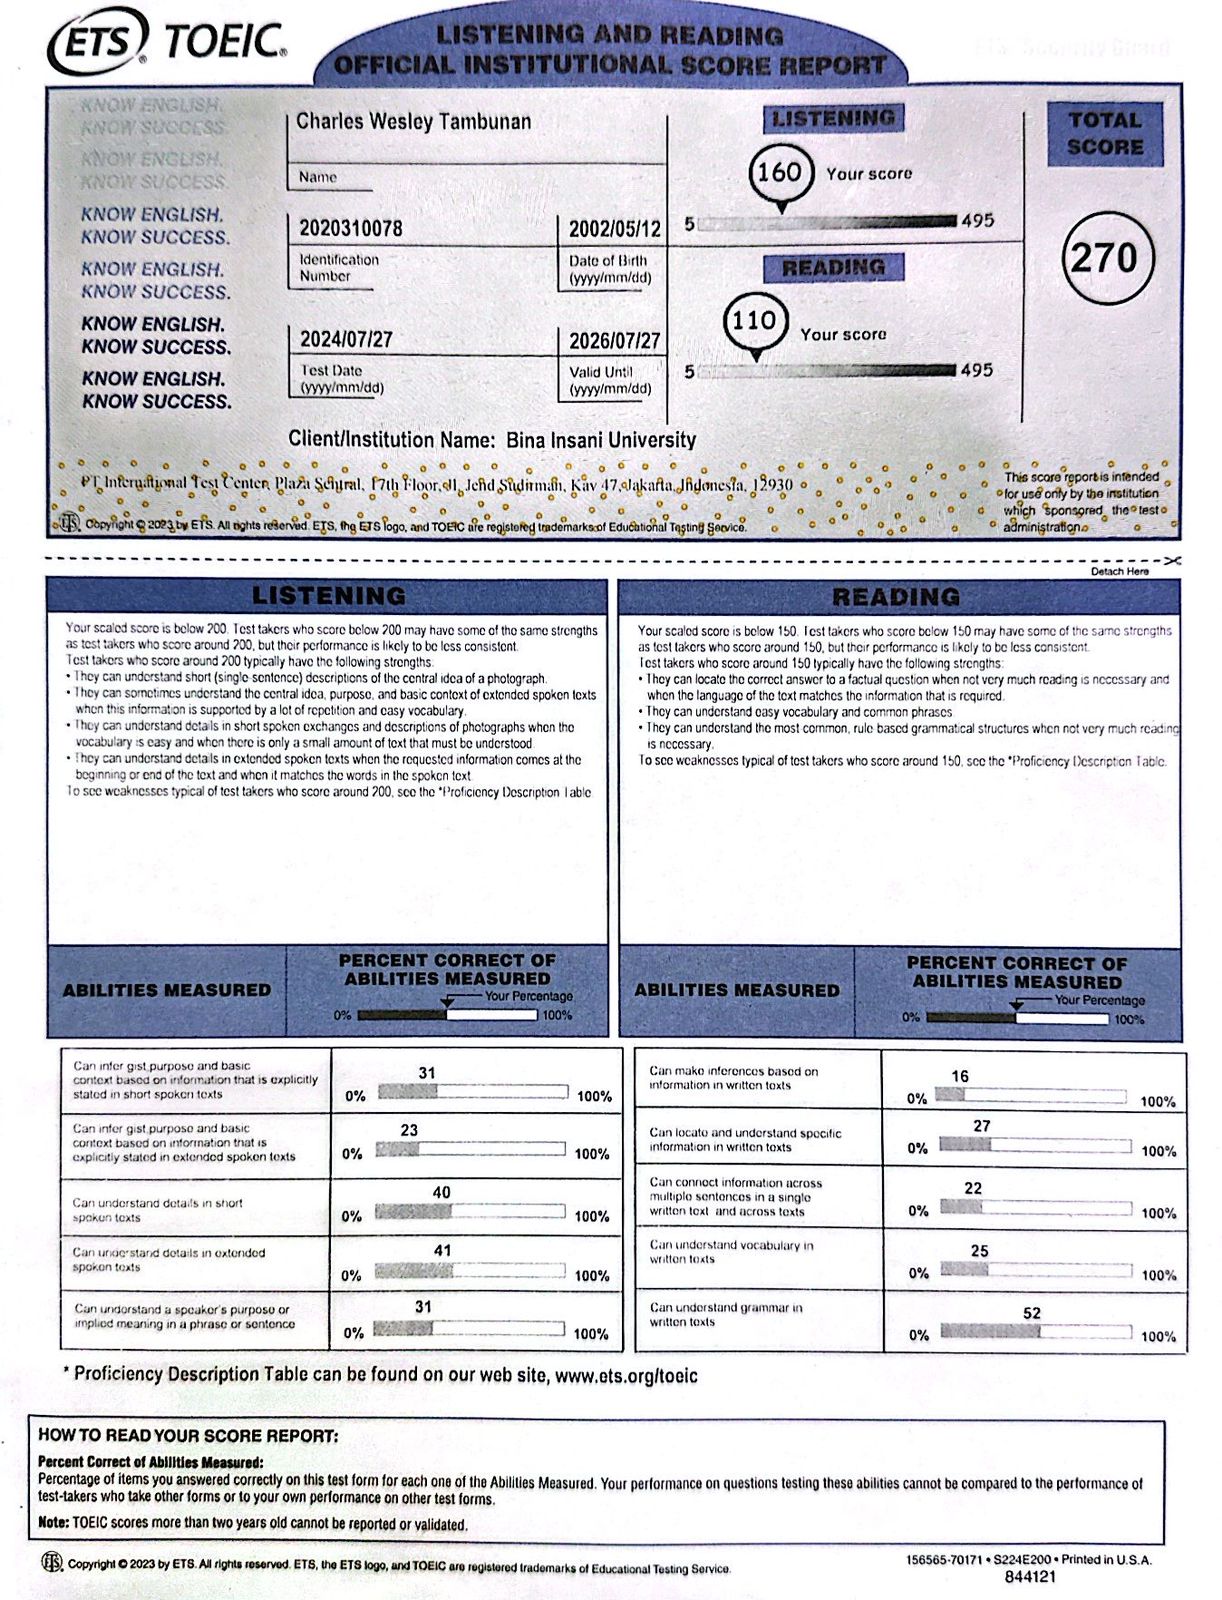 ETS® TOEIC®
LISTENING AND READING
OFFICIAL INSTITUTIONAL SCORE REPORT
KNOW ENGLISH.
KNOW SUCCESS.
KNOW ENGLISH.
KNOW SUCCESS.
KNOW ENGLISH.
KNOW SUCCESS.
KNOW ENGLISH.
KNOW SUCCESS.
KNOW ENGLISH.
KNOW SUCCESS.
KNOW ENGLISH.
KNOW SUCCESS.
Charles Wesley Tambunan
Name
2020310078
Identification
Number
2002/05/12
Date of Birth
(yyyy/mm/dd)
2024/07/27
Test Date
(yyyy/mm/dd)
2026/07/27
Valid Until
(yyyy/mm/dd)
LISTENING
160 Your score
5 495
READING
110 Your score
5 495
TOTAL
SCORE
270
Client/Institution Name: Bina Insani University
PT International Test Center, Plaza Sentral, 17th Floor, Jl. Jend Sudirman, Kav 47, Jakarta, Indonesia, 12930
This score report is intended
for use only by the institution
which sponsored the test
administration.
Copyright © 2023 by ETS. All rights reserved. ETS, the ETS logo, and TOEIC are registered trademarks of Educational Testing Service.
Detach Here
LISTENING
Your scaled score is below 200. Test takers who score below 200 may have some of the same strengths
as test takers who score around 200, but their performance is likely to be less consistent.
Test takers who score around 200 typically have the following strengths.
• They can understand short (single sentence) descriptions of the central idea of a photograph.
• They can sometimes understand the central idea, purpose, and basic context of extended spoken texts
when this information is supported by a lot of repetition and easy vocabulary.
• They can understand details in short spoken exchanges and descriptions of photographs when the
vocabulary is easy and when there is only a small amount of text that must be understood
• They can understand details in extended spoken texts when the requested information comes at the
beginning or end of the text and when it matches the words in the spoken text
To see weaknesses typical of test takers who score around 200, see the *Proficiency Description Table
READING
Your scaled score is below 150. Test takers who score below 150 may have some of the same strengths
as test takers who score around 150, but their performance is likely to be less consistent.
Test takers who score around 150 typically have the following strengths:
• They can locate the correct answer to a factual question when not very much reading is necessary and
when the language of the text matches the information that is required.
• They can understand easy vocabulary and common phrases
• They can understand the most common, rule based grammatical structures when not very much reading
is necessary.
To see weaknesses typical of test takers who score around 150, see the *Proficiency Description Table.
ABILITIES MEASURED
PERCENT CORRECT OF
ABILITIES MEASURED
Your Percentage
0% 100%
ABILITIES MEASURED
PERCENT CORRECT OF
ABILITIES MEASURED
Your Percentage
0% 100%
Can infer gist,purpose and basic
context based on information that is explicitly
stated in short spoken texts
31
0% 100%
Can infer gist,purpose and basic
context based on information that is
explicitly stated in extended spoken texts
23
0% 100%
Can understand details in short
spoken texts
40
0% 100%
Can understand details in extended
spoken texts
41
0% 100%
Can understand a speaker's purpose or
implied meaning in a phrase or sentence
31
0% 100%
Can make inferences based on
information in written texts
16
0% 100%
Can locate and understand specific
information in written texts
27
0% 100%
Can connect information across
multiple sentences in a single
written text and across texts
22
0% 100%
Can understand vocabulary in
written texts
25
0% 100%
Can understand grammar in
written texts
52
0% 100%
* Proficiency Description Table can be found on our web site, www.ets.org/toeic
HOW TO READ YOUR SCORE REPORT:
Percent Correct of Abilities Measured:
Percentage of items you answered correctly on this test form for each one of the Abilities Measured. Your performance on questions testing these abilities cannot be compared to the performance of
test-takers who take other forms or to your own performance on other test forms.
Note: TOEIC scores more than two years old cannot be reported or validated.
Copyright © 2023 by ETS. All rights reserved. ETS, the ETS logo, and TOEIC are registered trademarks of Educational Testing Service.
156565-70171 • S224E200 • Printed in U.S.A.
844121